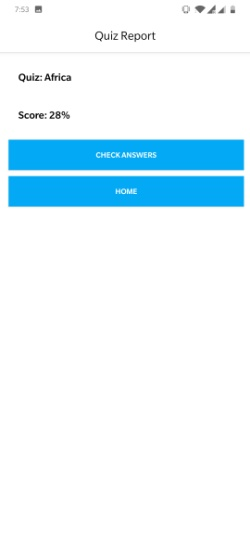 7:53
Quiz Report
Quiz: Africa
Score: 28%
CHECK ANSWERS
HOME